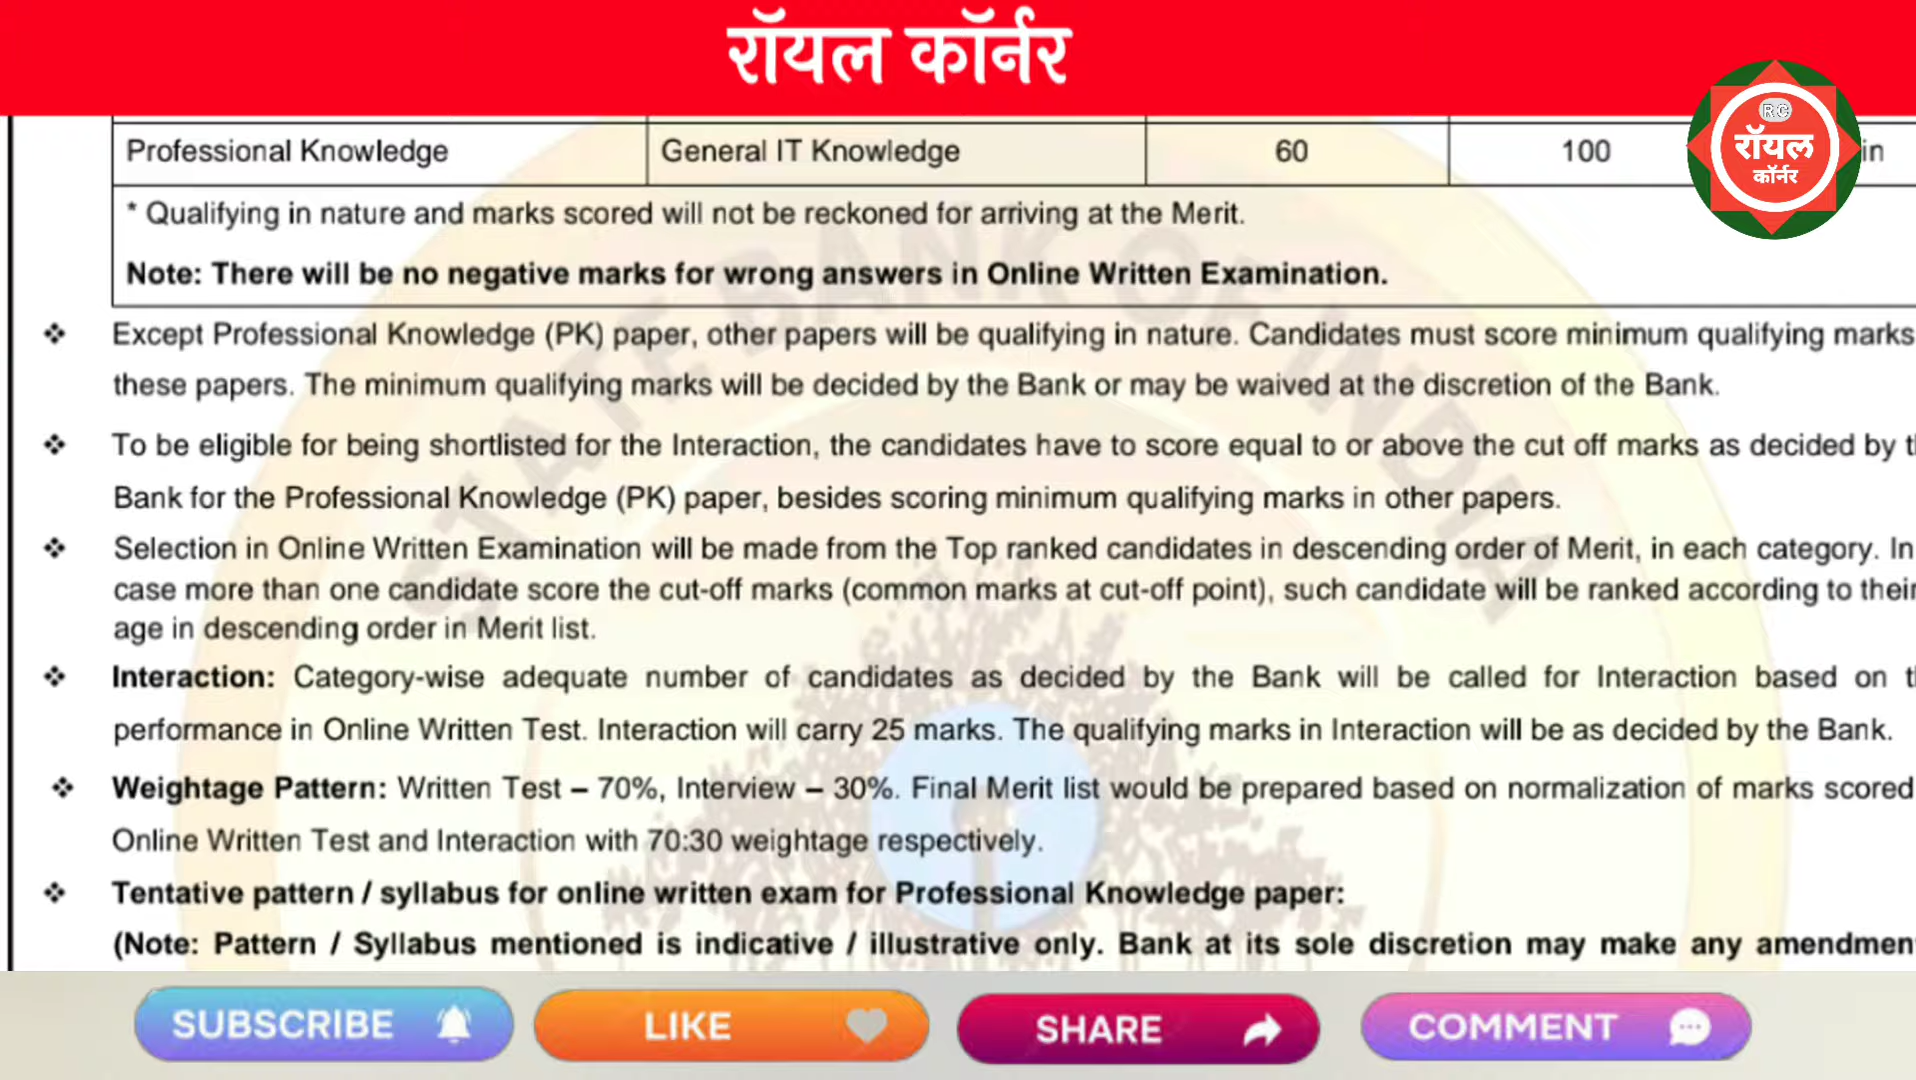 रॉयल कॉर्नर
RC
रॉयल
कॉर्नर
Professional Knowledge General IT Knowledge 60 100 in
* Qualifying in nature and marks scored will not be reckoned for arriving at the Merit.
Note: There will be no negative marks for wrong answers in Online Written Examination.
❖ Except Professional Knowledge (PK) paper, other papers will be qualifying in nature. Candidates must score minimum qualifying marks
these papers. The minimum qualifying marks will be decided by the Bank or may be waived at the discretion of the Bank.
❖ To be eligible for being shortlisted for the Interaction, the candidates have to score equal to or above the cut off marks as decided by t
Bank for the Professional Knowledge (PK) paper, besides scoring minimum qualifying marks in other papers.
❖ Selection in Online Written Examination will be made from the Top ranked candidates in descending order of Merit, in each category. In
case more than one candidate score the cut-off marks (common marks at cut-off point), such candidate will be ranked according to their
age in descending order in Merit list.
❖ Interaction: Category-wise adequate number of candidates as decided by the Bank will be called for Interaction based on t
performance in Online Written Test. Interaction will carry 25 marks. The qualifying marks in Interaction will be as decided by the Bank.
❖ Weightage Pattern: Written Test – 70%, Interview – 30%. Final Merit list would be prepared based on normalization of marks scored
Online Written Test and Interaction with 70:30 weightage respectively.
❖ Tentative pattern / syllabus for online written exam for Professional Knowledge paper:
(Note: Pattern / Syllabus mentioned is indicative / illustrative only. Bank at its sole discretion may make any amendmen
STATE BANK OF INDIA
SUBSCRIBE LIKE SHARE COMMENT